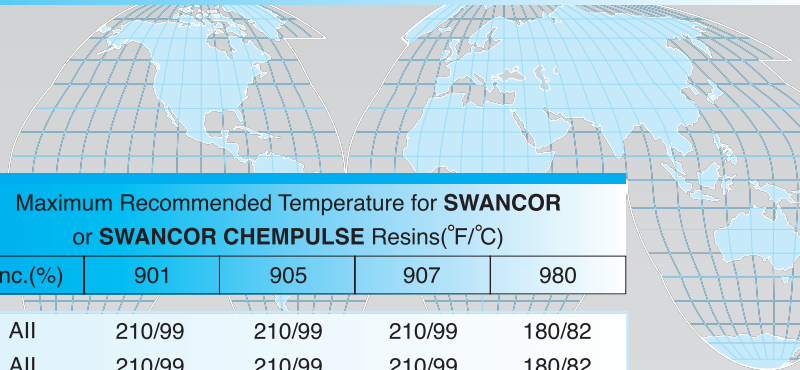 Maximum Recommended Temperature for SWANCOR
or SWANCOR CHEMPULSE Resins(°F/℃)
nc.(%) 901 905 907 980
All 210/99 210/99 210/99 180/82
All 210/99 210/99 210/99 180/82